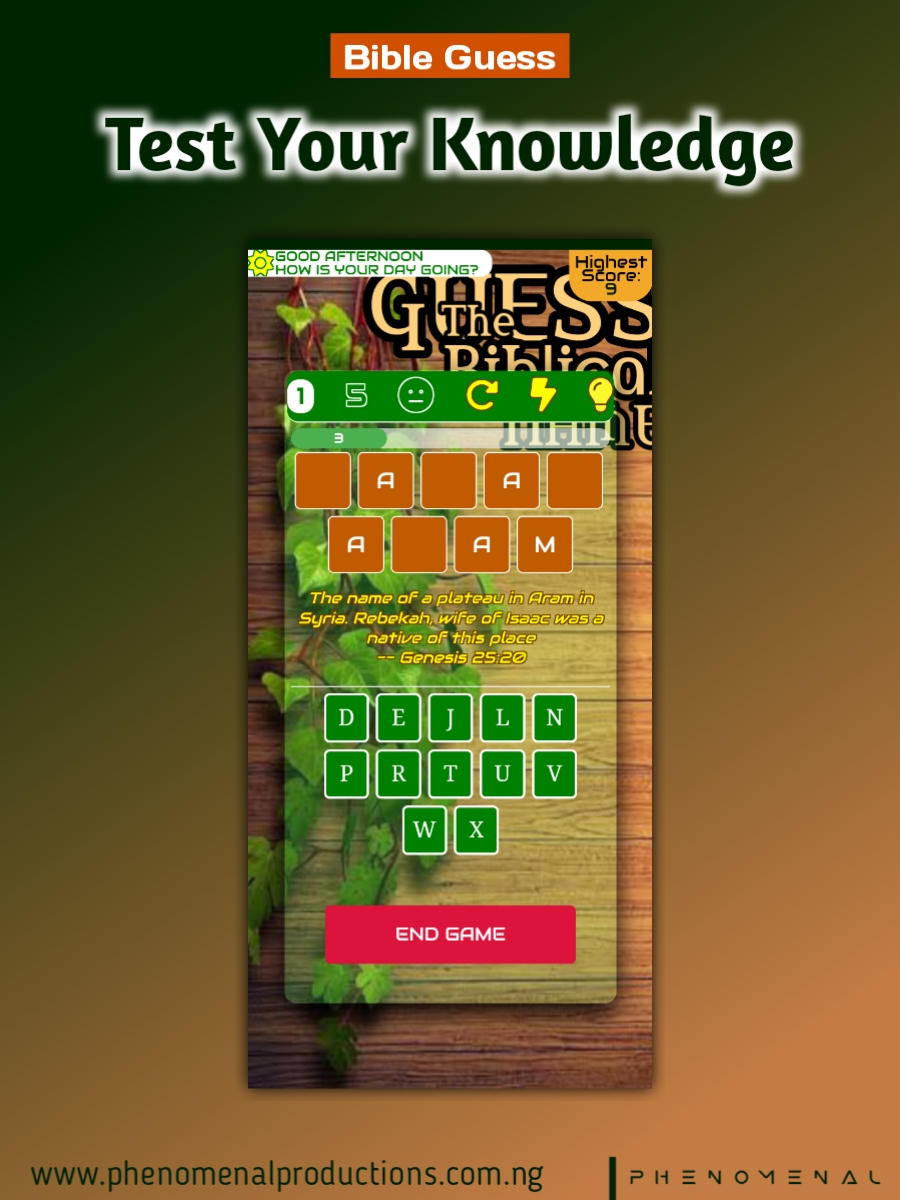 Bible Guess
Test Your Knowledge
GOOD AFTERNOON
HOW IS YOUR DAY GOING?
Highest
Score:
9
GUESS
The
Biblical
1 5
3
A A
A A M
The name of a plateau in Aram in
Syria. Rebekah, wife of Isaac was a
native of this place
-- Genesis 25:20
D E J L N
P R T U V
W X
END GAME
www.phenomenalproductions.com.ng
PHENOMENAL